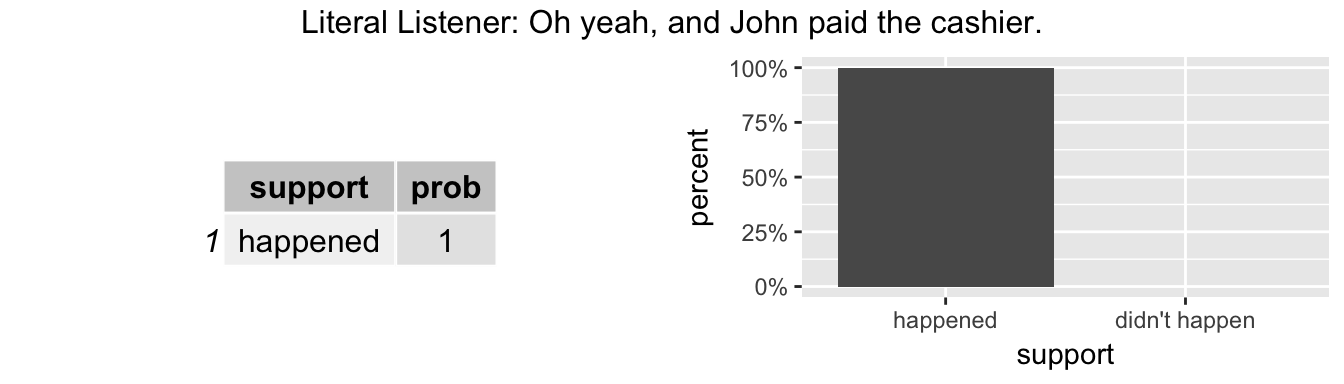 Literal Listener: Oh yeah, and John paid the cashier.
support prob
1 happened 1
percent
100%
75%
50%
25%
0%
happened didn't happen
support